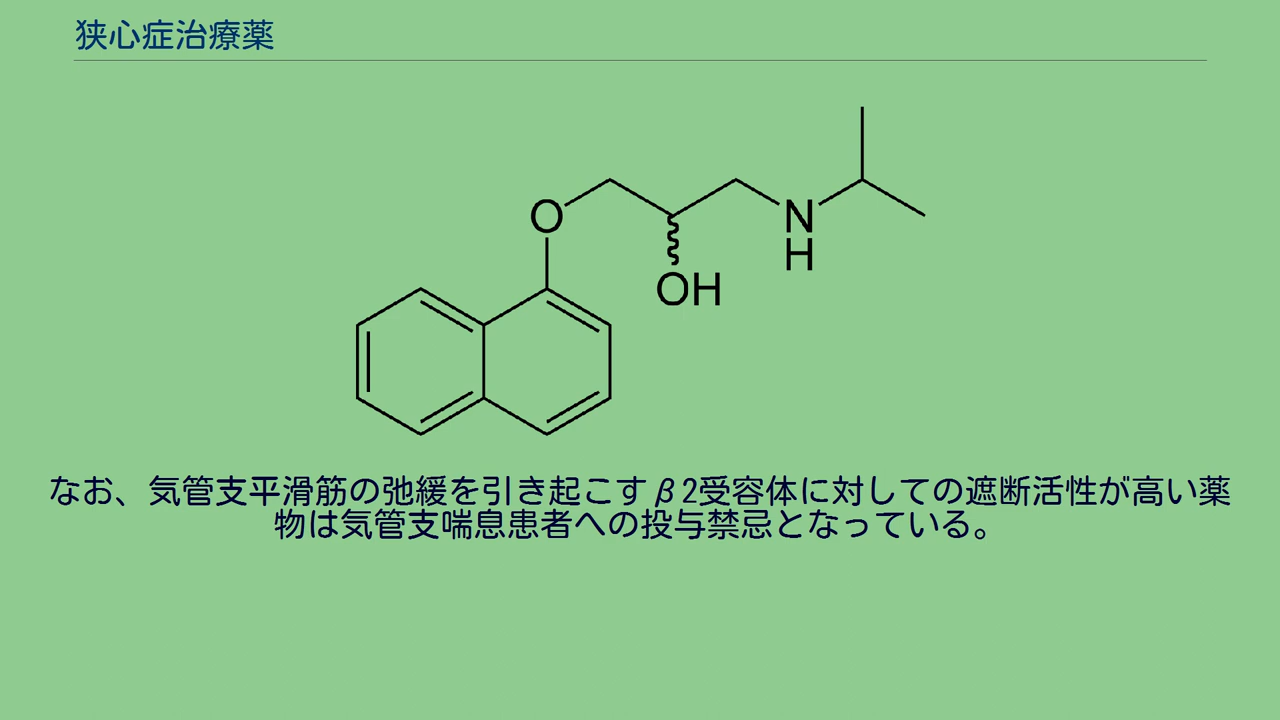 狭心症治療薬
O
N
H
OH
なお、気管支平滑筋の弛緩を引き起こすβ2受容体に対しての遮断活性が高い薬
物は気管支喘息患者への投与禁忌となっている。